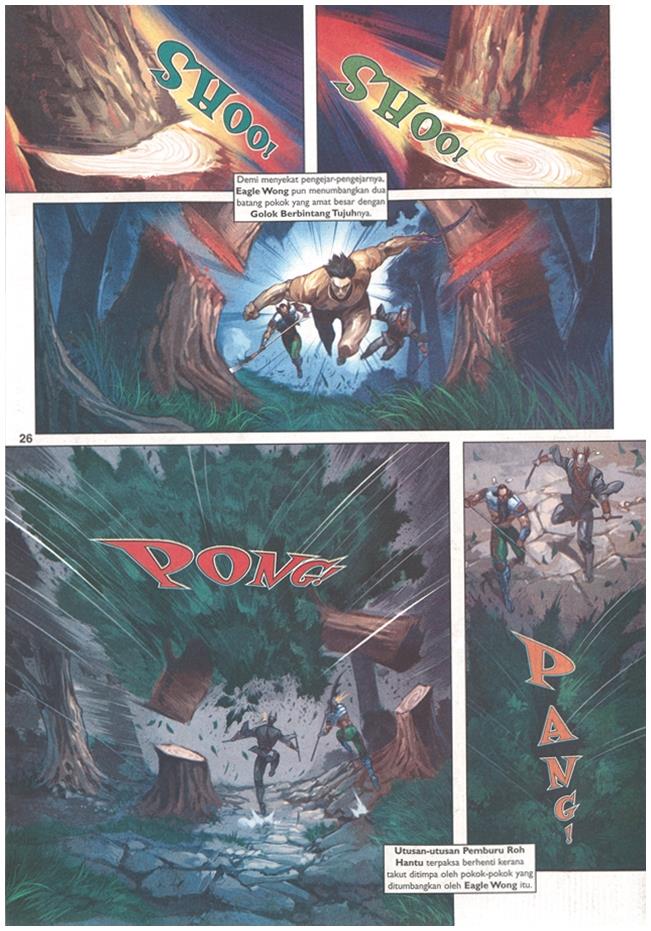 SHOO!
SHOO!
Demi menyekat pengejar-pengejarnya,
Eagle Wong pun menumbangkan dua
batang pokok yang amat besar dengan
Golok Berbintang Tujuhnya.
26
PONG!
PANG!
Utusan-utusan Pemburu Roh
Hantu terpaksa berhenti kerana
takut ditimpa oleh pokok-pokok yang
ditumbangkan oleh Eagle Wong itu.